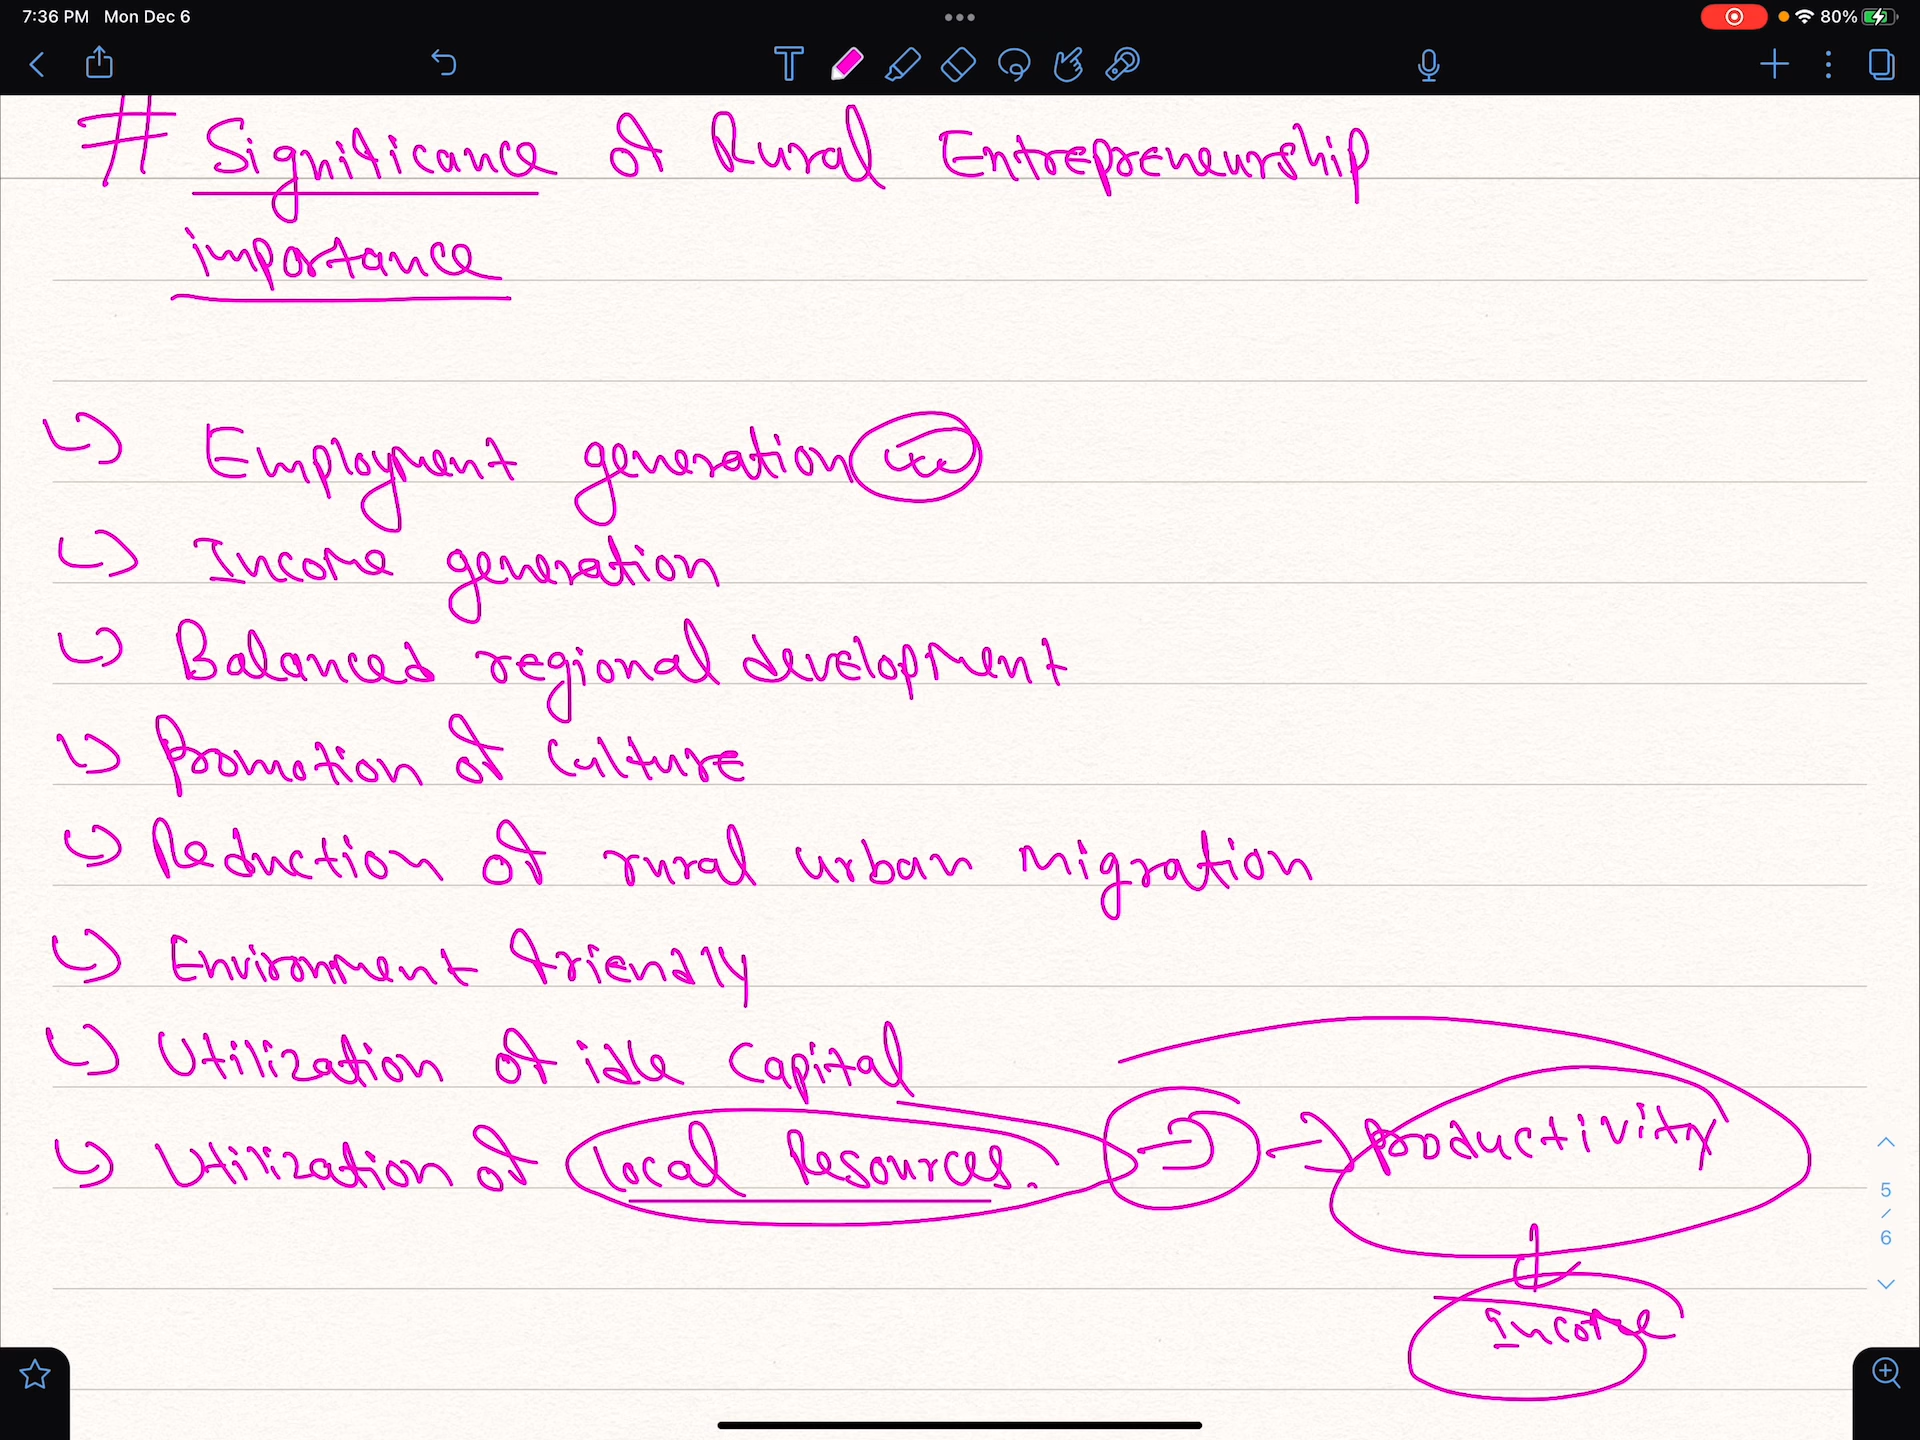 7:36 PM Mon Dec 6
80%
# Significance of Rural Entrepreneurship
importance
Employment generation
Income generation
Balanced regional development
Promotion of Culture
Reduction of rural urban migration
Environment friendly
Utilization of idle Capital
Utilization of Local Resources. → Productivity
Income
5
/
6